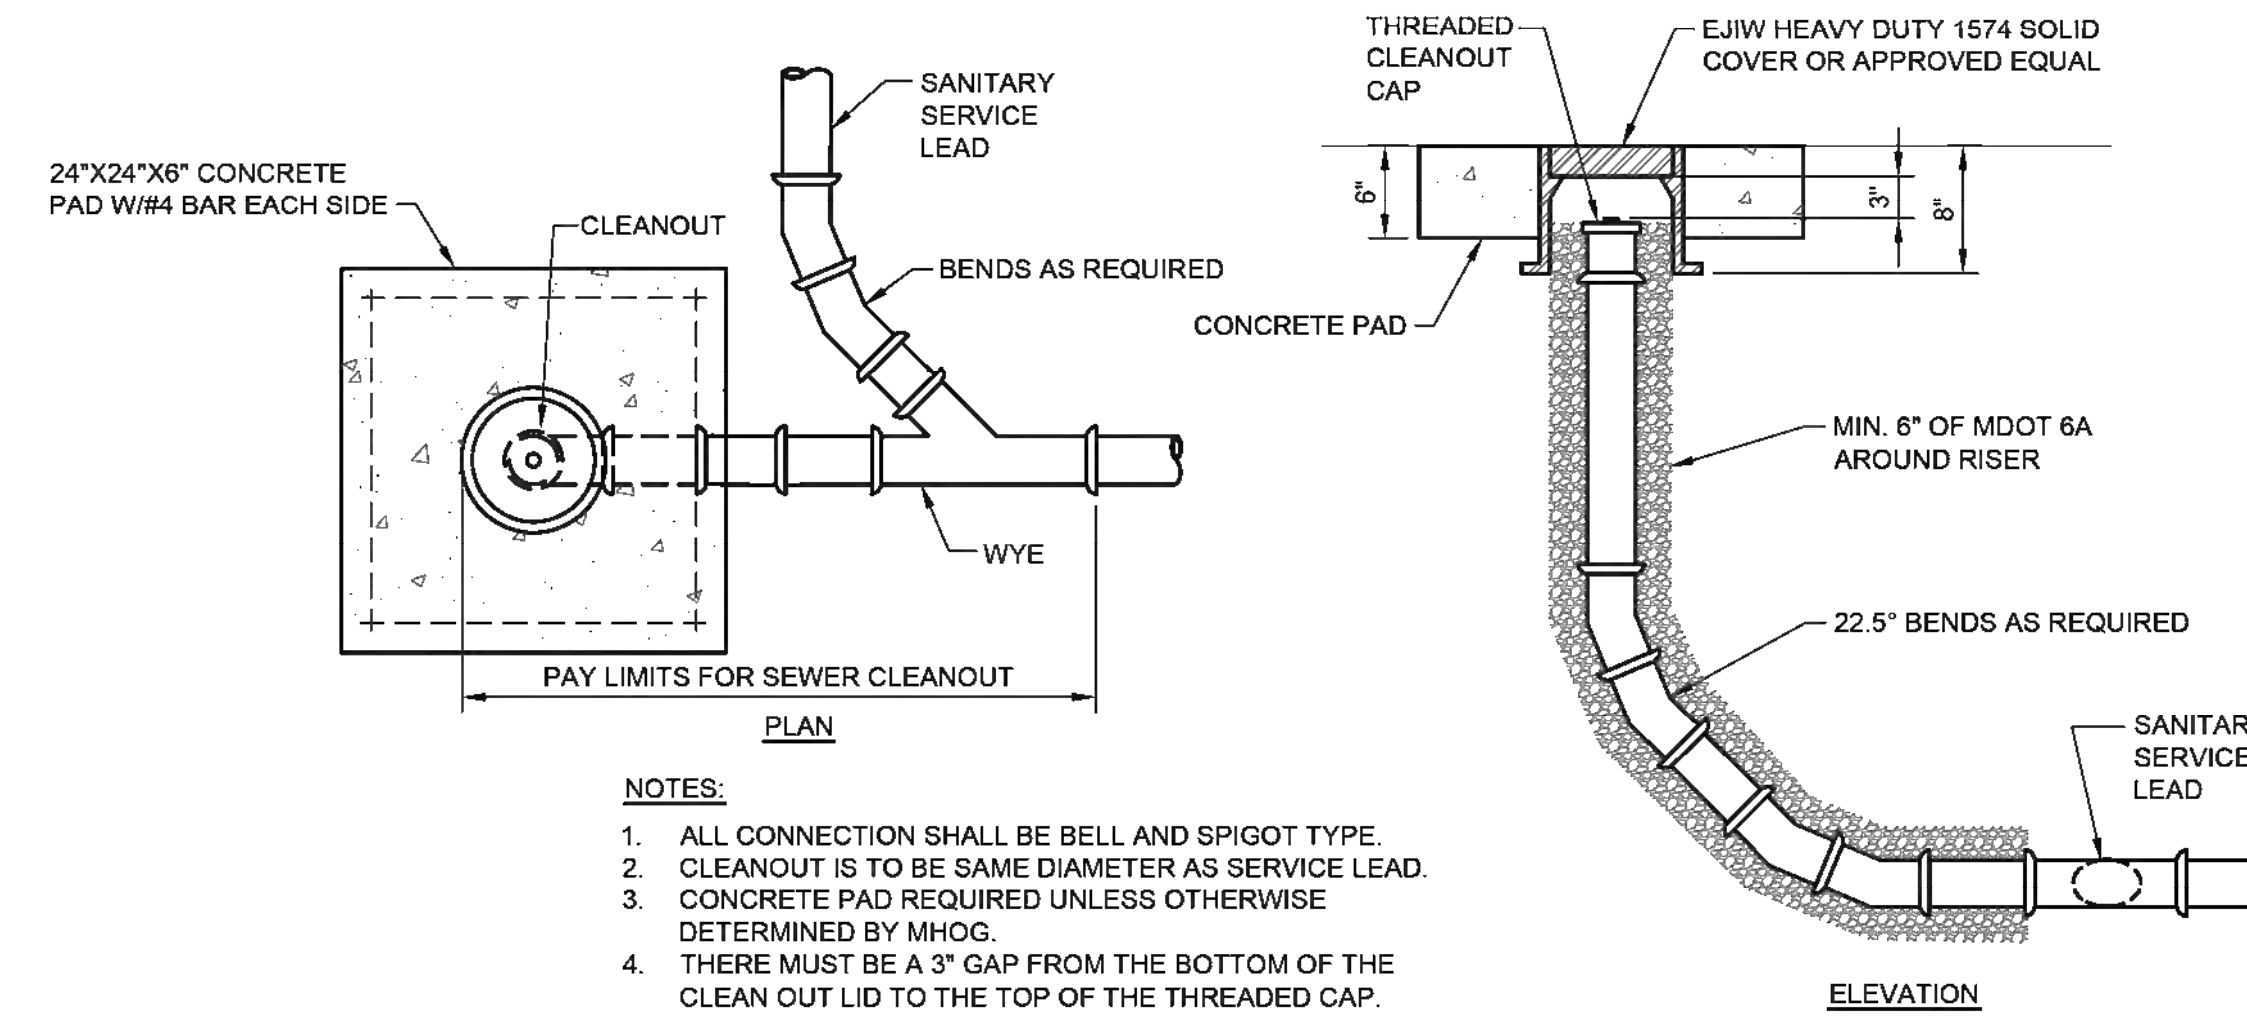 SANITARY
SERVICE
LEAD
24"X24"X6" CONCRETE
PAD W/#4 BAR EACH SIDE
CLEANOUT
BENDS AS REQUIRED
WYE
PAY LIMITS FOR SEWER CLEANOUT
PLAN
THREADED
CLEANOUT
CAP
EJIW HEAVY DUTY 1574 SOLID
COVER OR APPROVED EQUAL
6"
3"
8"
CONCRETE PAD
MIN. 6" OF MDOT 6A
AROUND RISER
22.5° BENDS AS REQUIRED
SANITAR
SERVICE
LEAD
ELEVATION
NOTES:
1. ALL CONNECTION SHALL BE BELL AND SPIGOT TYPE.
2. CLEANOUT IS TO BE SAME DIAMETER AS SERVICE LEAD.
3. CONCRETE PAD REQUIRED UNLESS OTHERWISE
DETERMINED BY MHOG.
4. THERE MUST BE A 3" GAP FROM THE BOTTOM OF THE
CLEAN OUT LID TO THE TOP OF THE THREADED CAP.